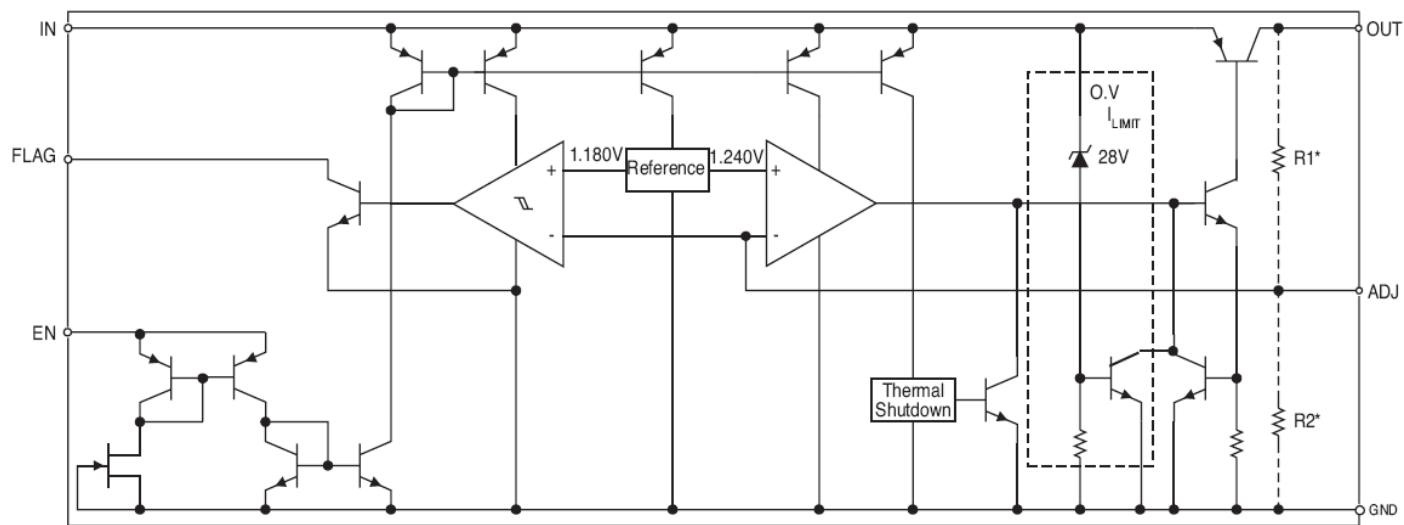 IN
OUT
O.V
I LIMIT
FLAG
28V
1.180V
Reference
1.240V
R1*
+
+
-
-
ADJ
EN
Thermal
Shutdown
R2*
GND